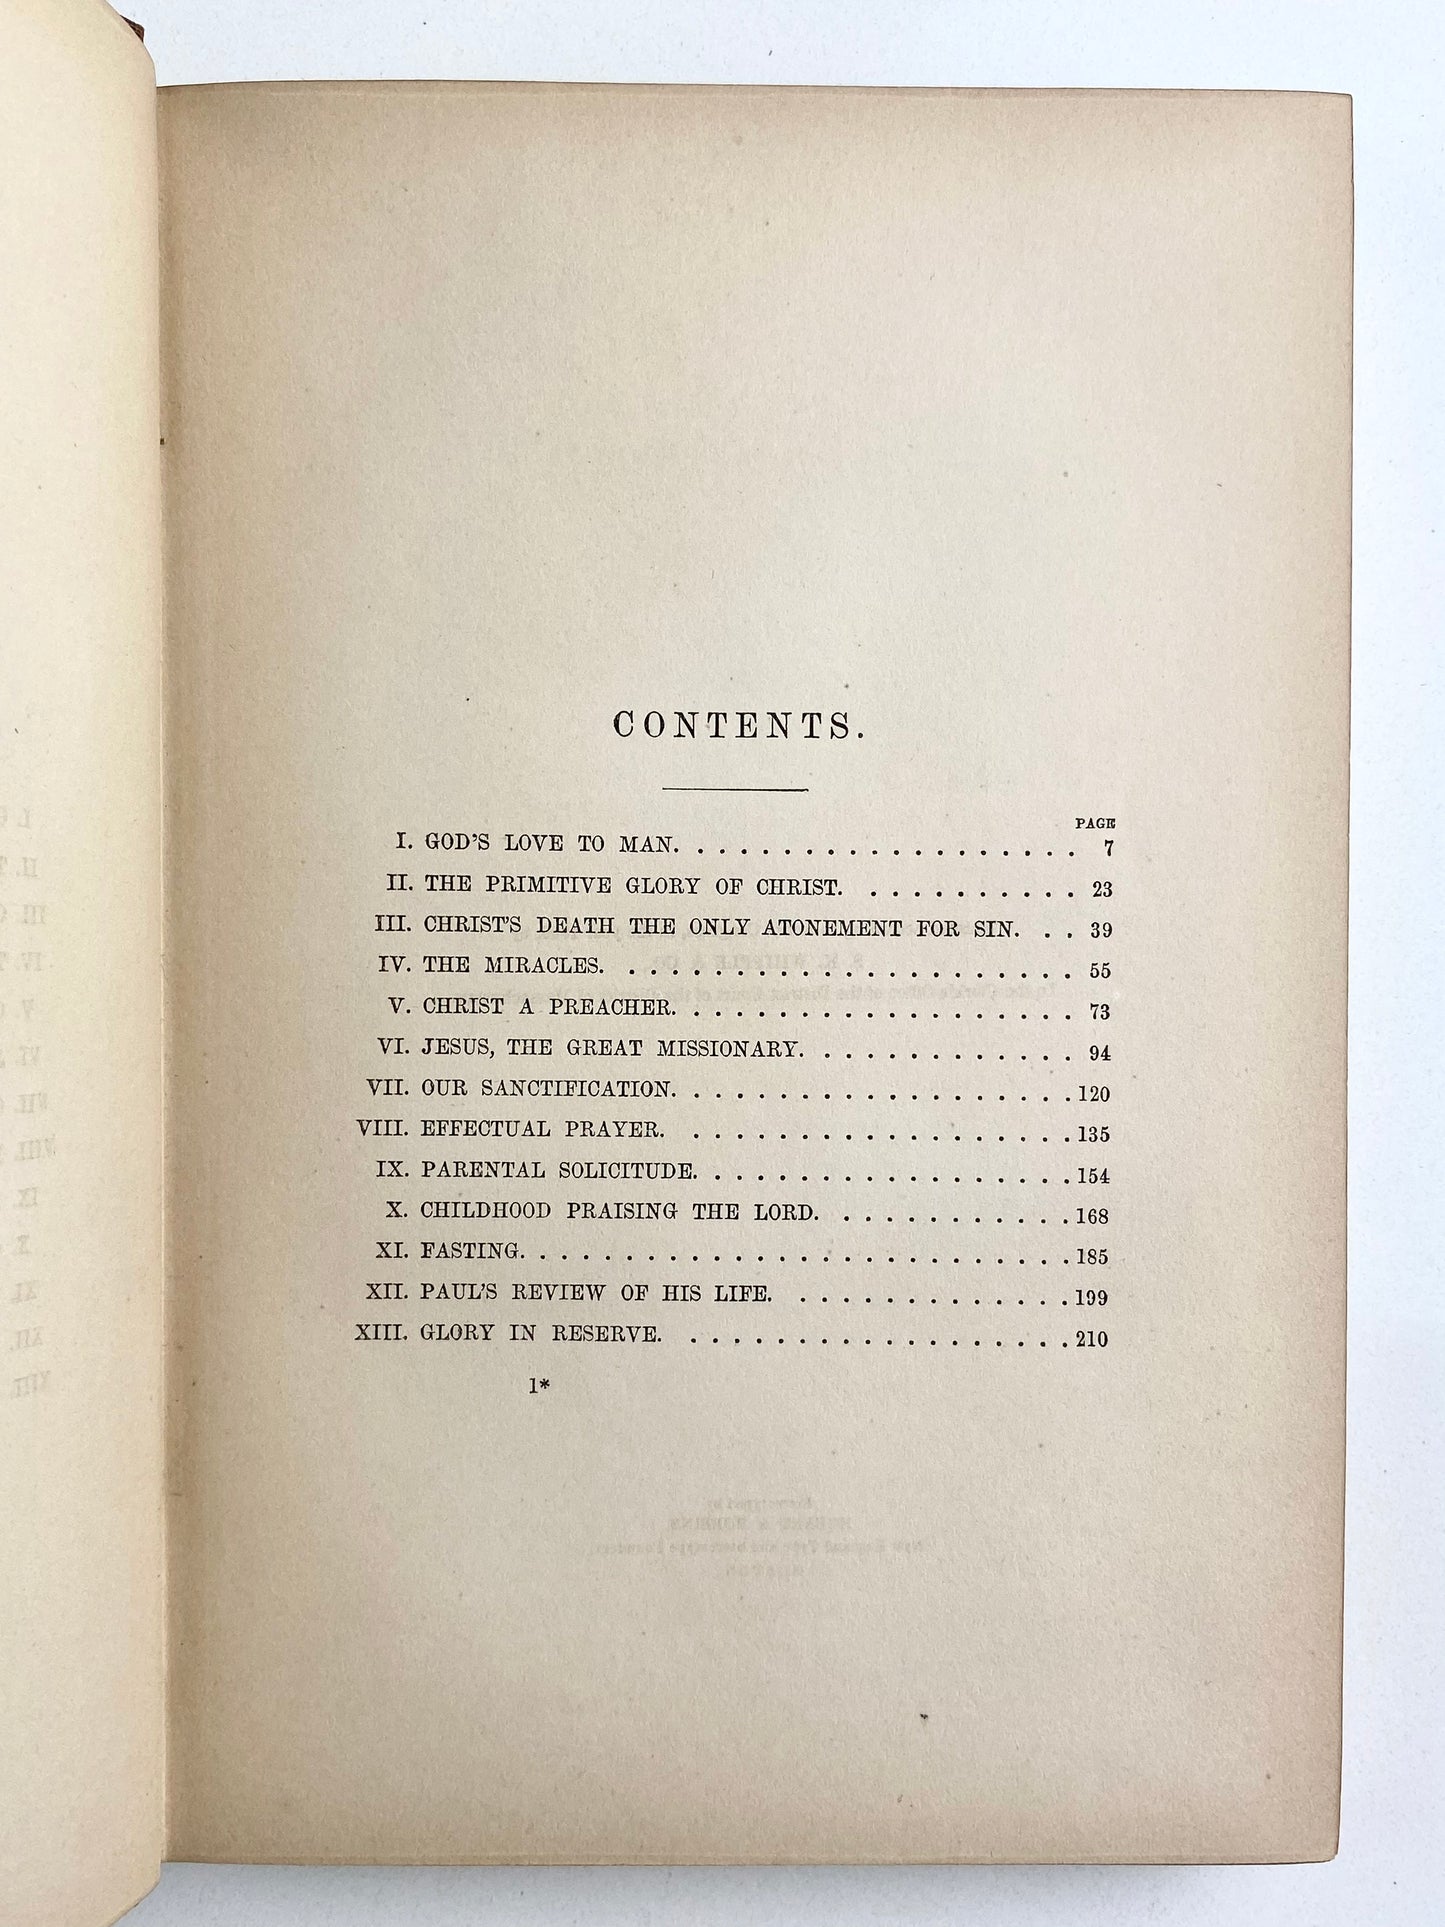 CONTENTS.
PAGE
I. GOD'S LOVE TO MAN. . . . . . . . . . . . . . . . . . . 7
II. THE PRIMITIVE GLORY OF CHRIST. . . . . . . . . . . 23
III. CHRIST'S DEATH THE ONLY ATONEMENT FOR SIN. . . 39
IV. THE MIRACLES. . . . . . . . . . . . . . . . . . . . . . 55
V. CHRIST A PREACHER. . . . . . . . . . . . . . . . . . . 73
VI. JESUS, THE GREAT MISSIONARY. . . . . . . . . . . . . 94
VII. OUR SANCTIFICATION. . . . . . . . . . . . . . . . . . . 120
VIII. EFFECTUAL PRAYER. . . . . . . . . . . . . . . . . . . 135
IX. PARENTAL SOLICITUDE. . . . . . . . . . . . . . . . . . 154
X. CHILDHOOD PRAISING THE LORD. . . . . . . . . . . . 168
XI. FASTING. . . . . . . . . . . . . . . . . . . . . . . . . . 185
XII. PAUL'S REVIEW OF HIS LIFE. . . . . . . . . . . . . . 199
XIII. GLORY IN RESERVE. . . . . . . . . . . . . . . . . . . 210
1*